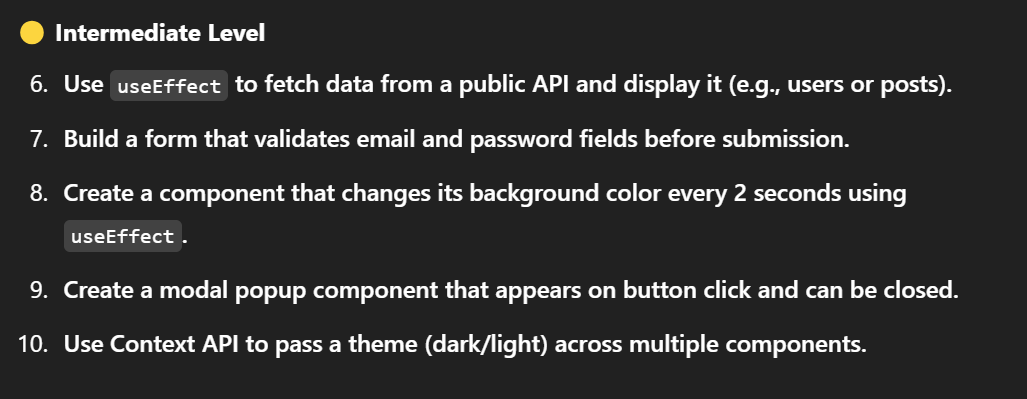 Intermediate Level
6. Use useEffect to fetch data from a public API and display it (e.g., users or posts).
7. Build a form that validates email and password fields before submission.
8. Create a component that changes its background color every 2 seconds using
useEffect.
9. Create a modal popup component that appears on button click and can be closed.
10. Use Context API to pass a theme (dark/light) across multiple components.